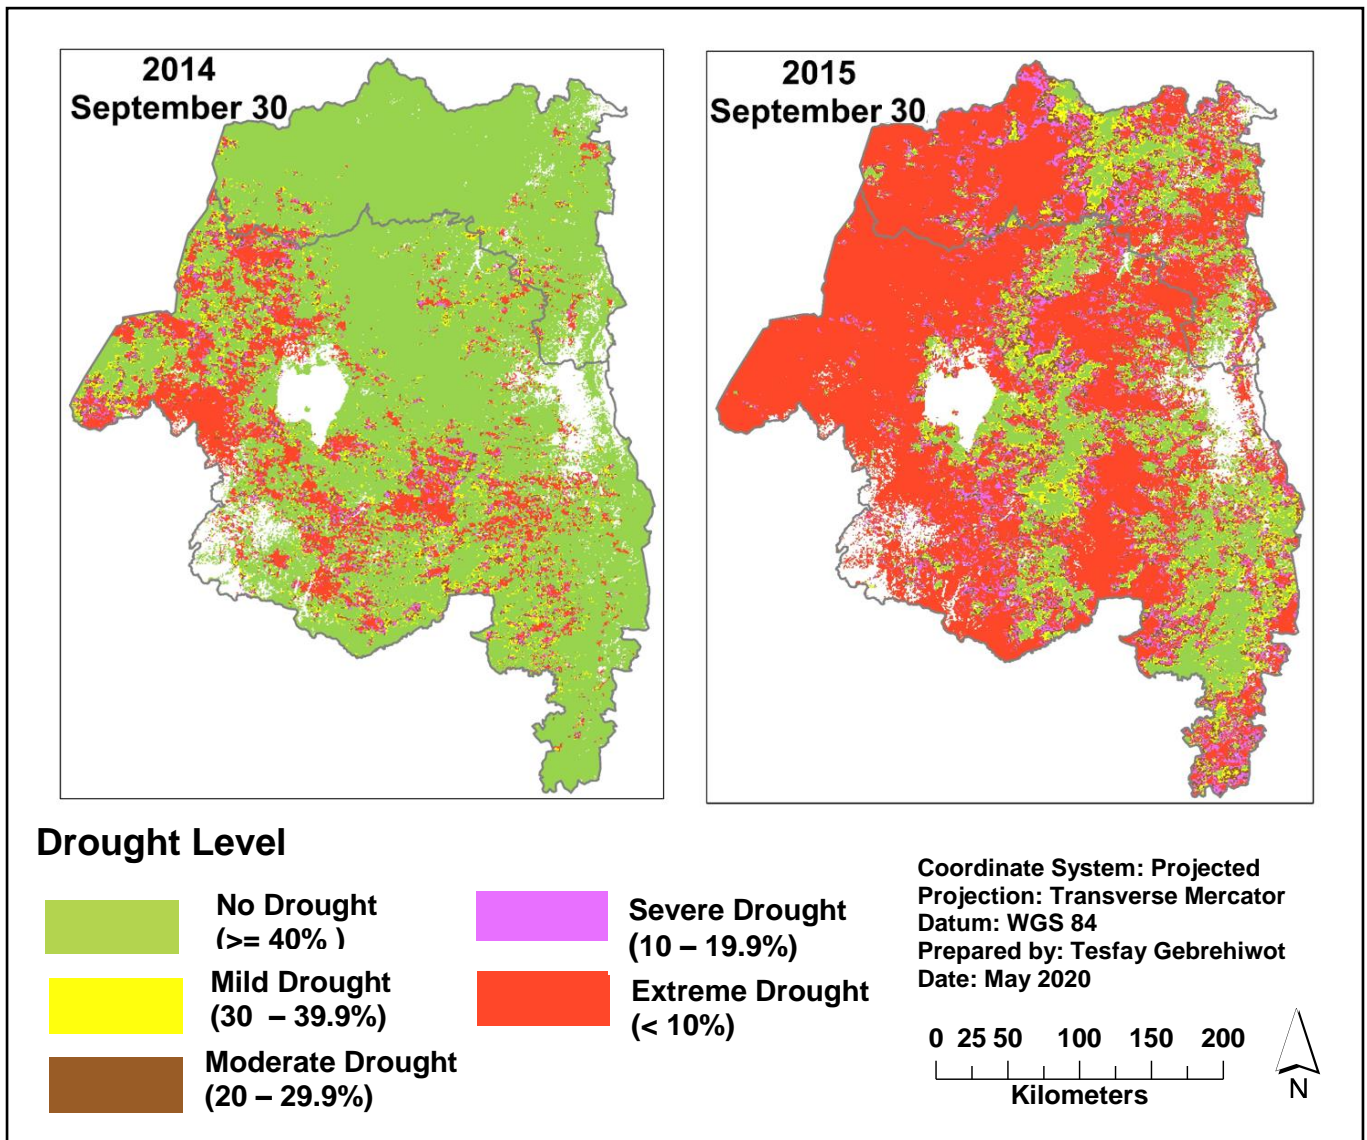 2014
September 30
2015
September 30
Drought Level
No Drought
(>= 40% )
Mild Drought
(30 – 39.9%)
Moderate Drought
(20 – 29.9%)
Severe Drought
(10 – 19.9%)
Extreme Drought
(< 10%)
Coordinate System: Projected
Projection: Transverse Mercator
Datum: WGS 84
Prepared by: Tesfay Gebrehiwot
Date: May 2020
0 25 50 100 150 200
Kilometers
N